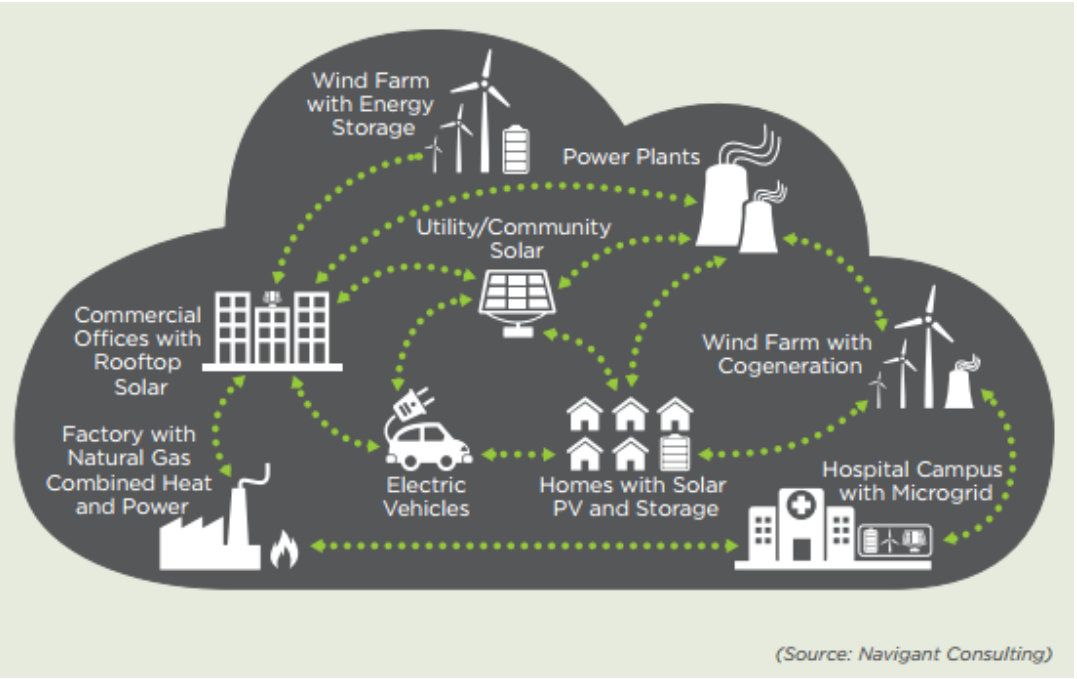 Wind Farm
with Energy
Storage
Power Plants
Utility/Community
Solar
Commercial
Offices with
Rooftop
Solar
Wind Farm with
Cogeneration
Factory with
Natural Gas
Combined Heat
and Power
Electric
Vehicles
Homes with Solar
PV and Storage
Hospital Campus
with Microgrid
(Source: Navigant Consulting)